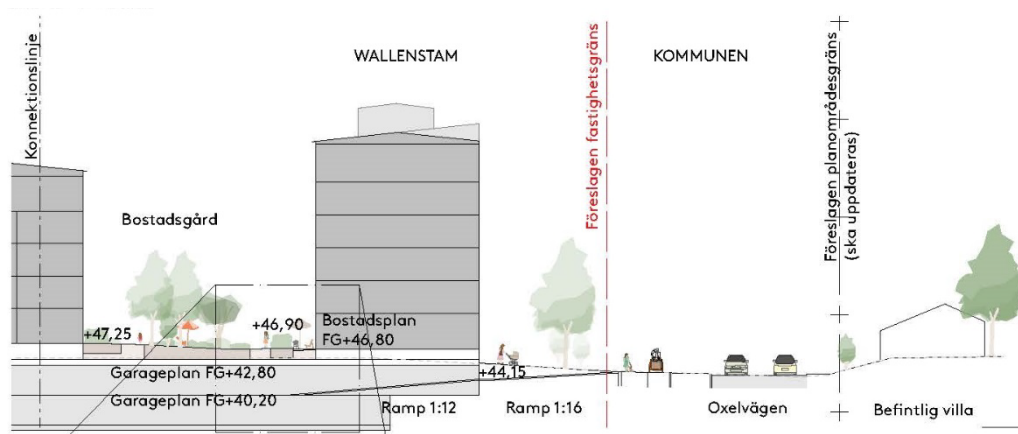 Konnektionslinje
WALLENSTAM
Föreslagen fastighetsgräns
KOMMUNEN
Föreslagen planområdesgräns
(ska uppdateras)
Bostadsgård
+47,25
+46,90
Bostadsplan
FG+46,80
Garageplan FG+42,80
+44,15
Garageplan FG+40,20
Ramp 1:12
Ramp 1:16
Oxelvägen
Befintlig villa